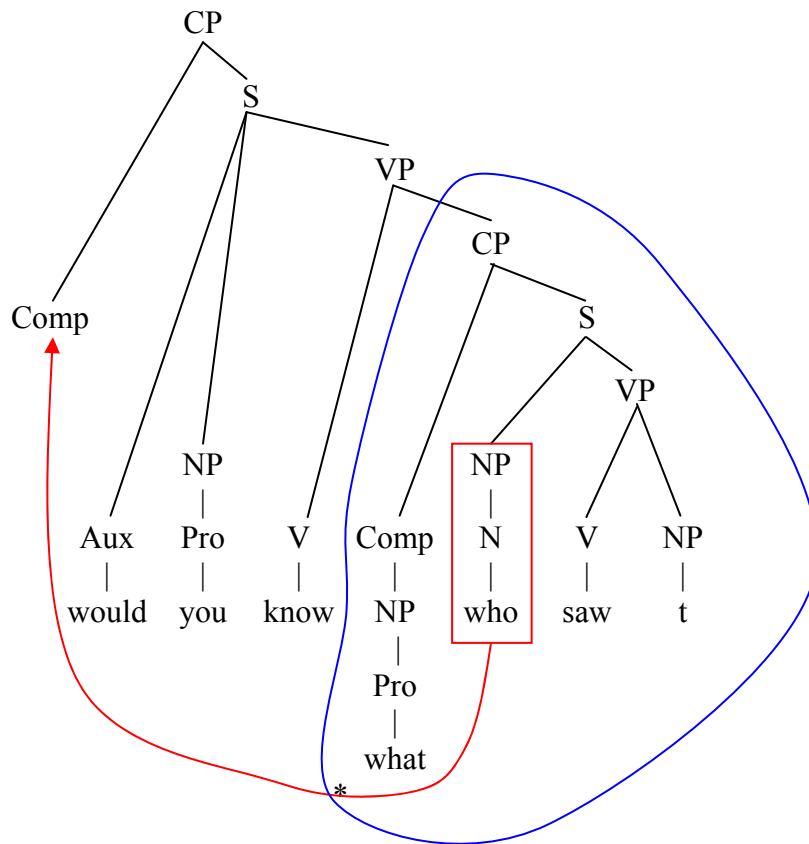 CP
S
VP
CP
Comp S
VP
NP NP
Aux Pro V Comp N V NP
would you know NP who saw t
Pro
what
*